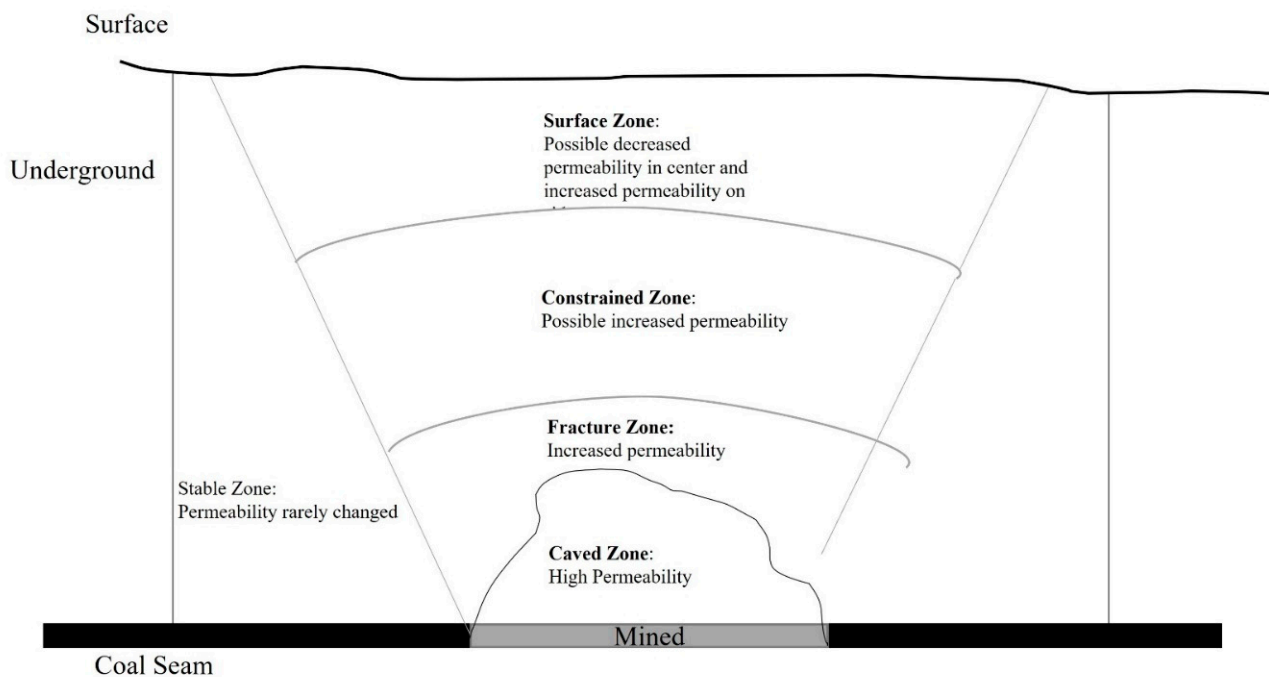 Surface
Surface Zone:
Possible decreased
permeability in center and
increased permeability on
Underground
Constrained Zone:
Possible increased permeability
Fracture Zone:
Increased permeability
Stable Zone:
Permeability rarely changed
Caved Zone:
High Permeability
Mined
Coal Seam